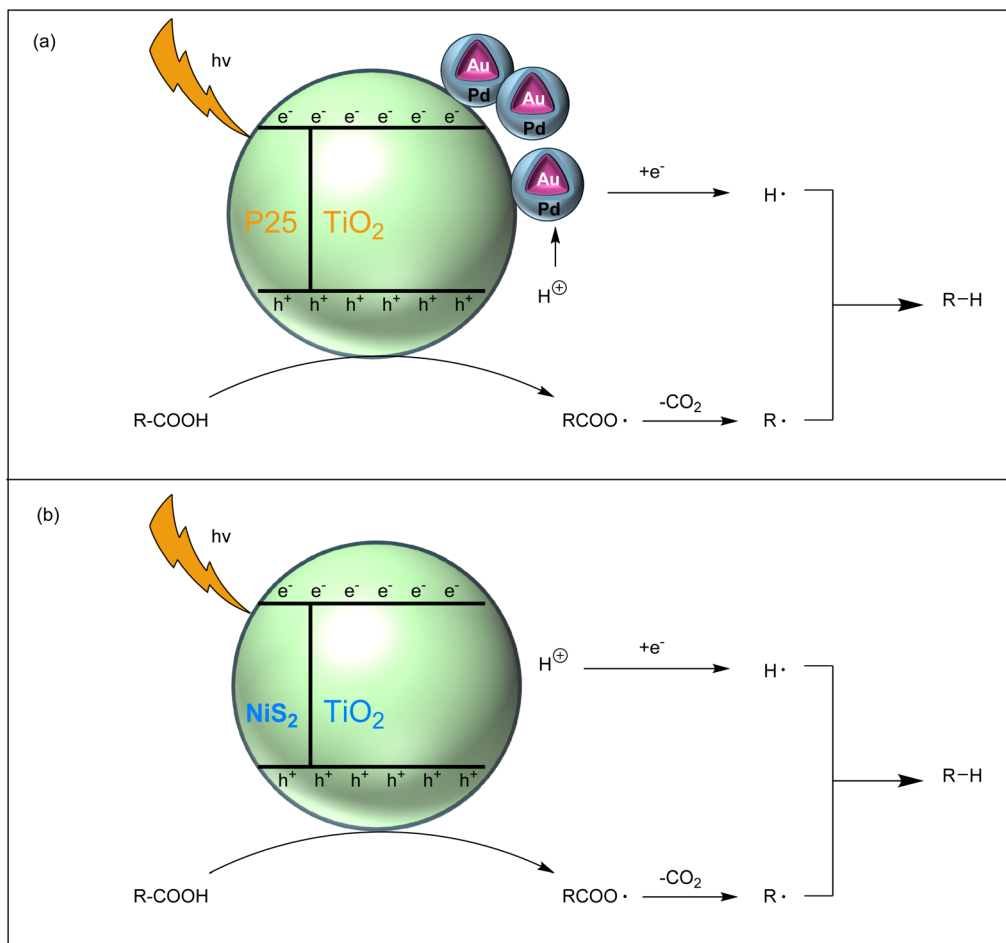 (a)
hv
Au
Pd
Au
Pd
Au
Pd
e⁻ e⁻ e⁻ e⁻ e⁻ e⁻
P25 TiO₂
h⁺ h⁺ h⁺ h⁺ h⁺ h⁺
H⊕
+e⁻
H·
R-COOH
RCOO·
-CO₂
R·
R-H
(b)
hv
e⁻ e⁻ e⁻ e⁻ e⁻ e⁻
NiS₂ TiO₂
h⁺ h⁺ h⁺ h⁺ h⁺ h⁺
H⊕
+e⁻
H·
R-COOH
RCOO·
-CO₂
R·
R-H